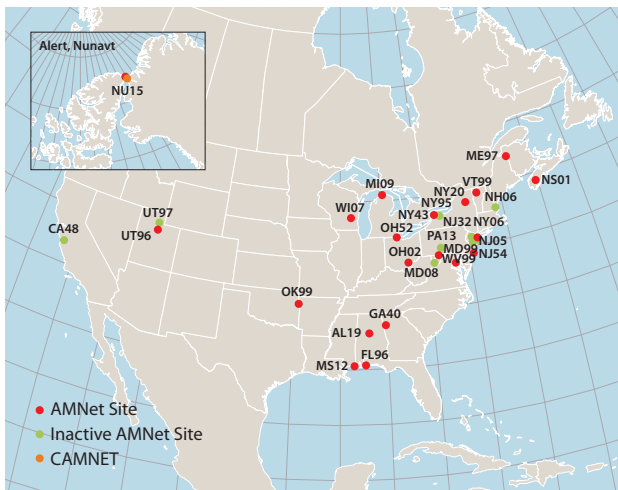 Alert, Nunavt
NU15
ME97
VT99
NS01
MI09
NY20
NH06
NY95
WI07
NY43
NJ32
NY06
UT97
CA48
OH52
PA13
NJ05
UT96
MD99
OH02
WV99
NJ54
MD08
OK99
GA40
AL19
MS12
FL96
AMNet Site
Inactive AMNet Site
CAMNET